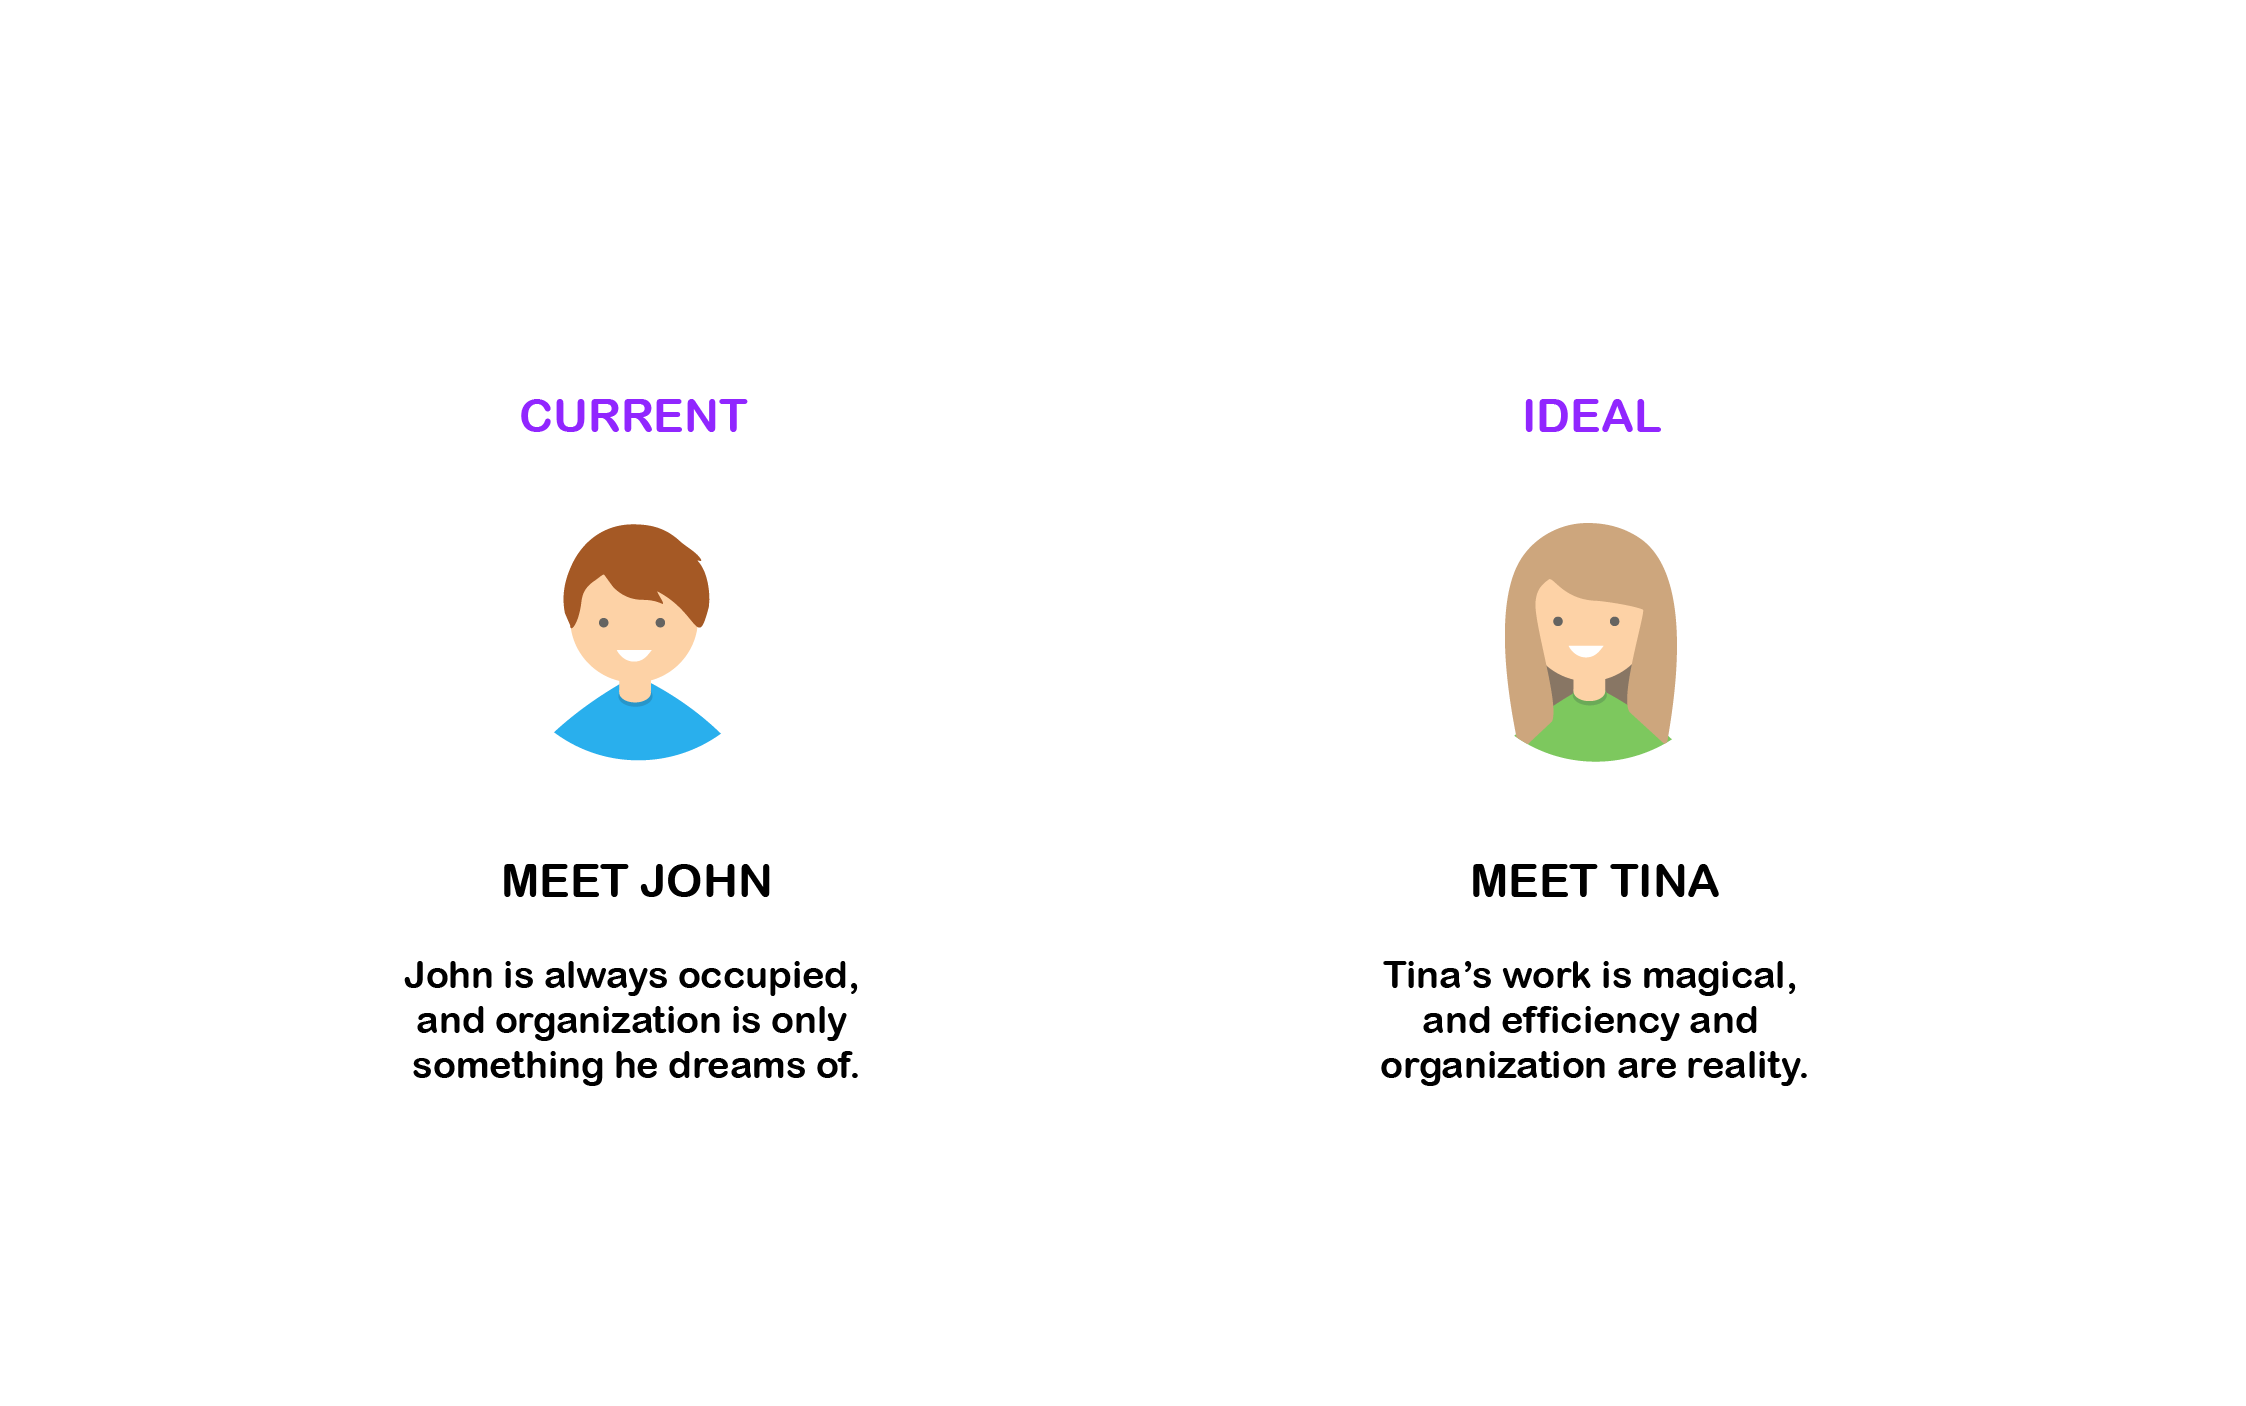 CURRENT
MEET JOHN
John is always occupied,
and organization is only
something he dreams of.
IDEAL
MEET TINA
Tina’s work is magical,
and efficiency and
organization are reality.